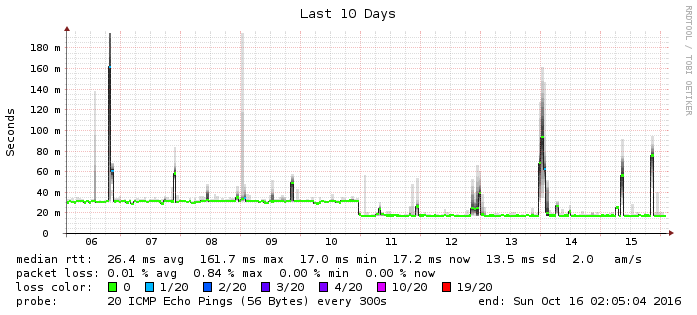 Last 10 Days
RRDTOOL / TOBI OETIKER
Seconds
180 m
160 m
140 m
120 m
100 m
80 m
60 m
40 m
20 m
0
06 07 08 09 10 11 12 13 14 15
median rtt: 26.4 ms avg 161.7 ms max 17.0 ms min 17.2 ms now 13.5 ms sd 2.0 am/s
packet loss: 0.01 % avg 0.84 % max 0.00 % min 0.00 % now
loss color: 0 1/20 2/20 3/20 4/20 10/20 19/20
probe: 20 ICMP Echo Pings (56 Bytes) every 300s end: Sun Oct 16 02:05:04 2016